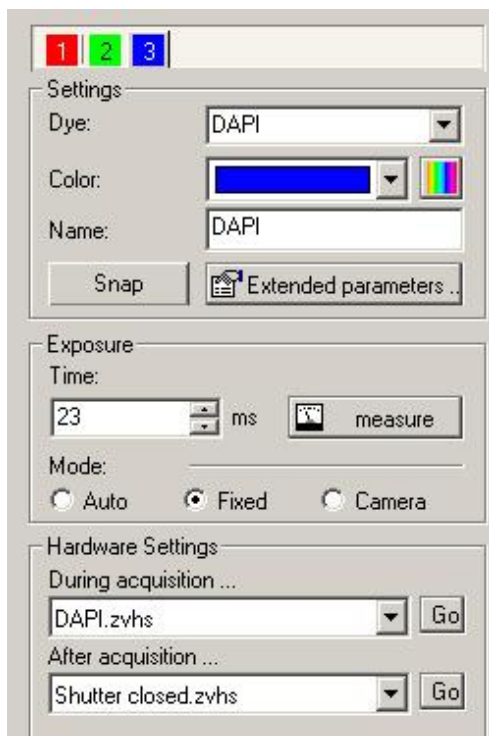 1 2 3
Settings
Dye: DAPI
Color:
Name: DAPI
Snap Extended parameters ..
Exposure
Time:
23 ms measure
Mode:
Auto Fixed Camera
Hardware Settings
During acquisition ...
DAPI.zvhs Go
After acquisition ...
Shutter closed.zvhs Go